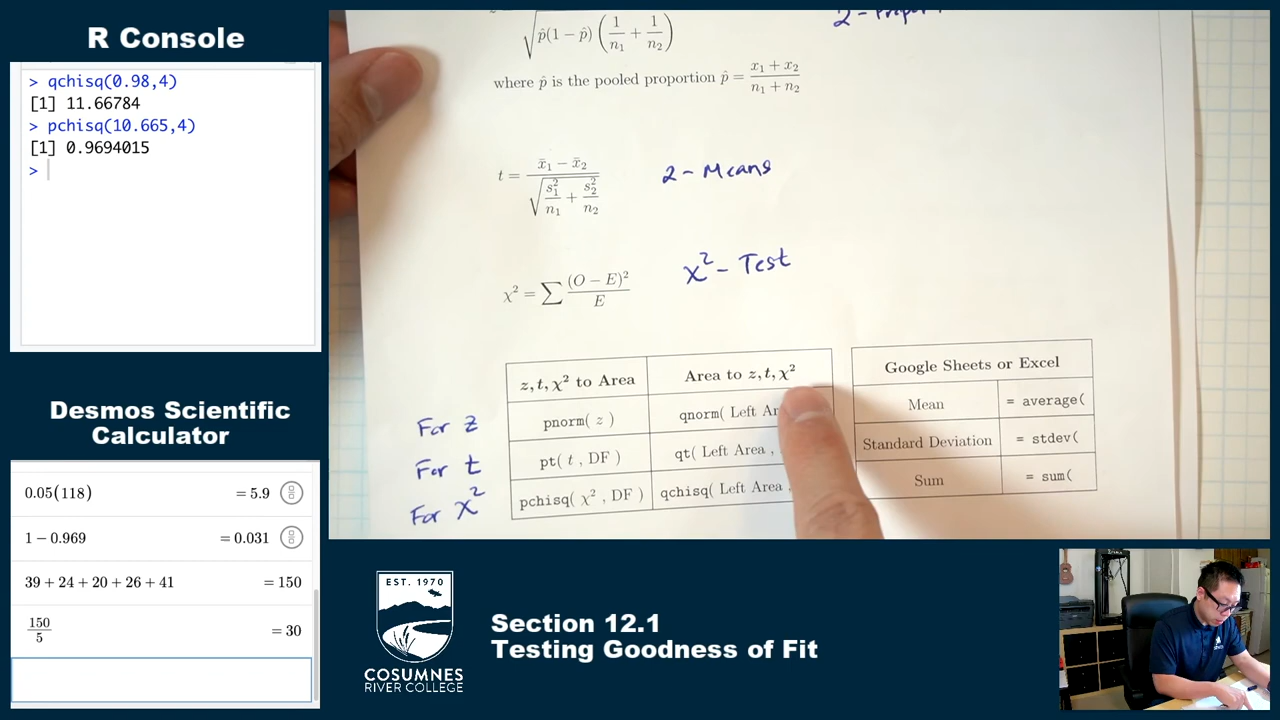 R Console
> qchisq(0.98,4)
[1] 11.66784
> pchisq(10.665,4)
[1] 0.9694015
>
Desmos Scientific
Calculator
0.05(118) = 5.9
1 − 0.969 = 0.031
39 + 24 + 20 + 26 + 41 = 150
150/5 = 30
√p̂(1 − p̂) (1/n₁ + 1/n₂)
where p̂ is the pooled proportion p̂ = (x₁ + x₂)/(n₁ + n₂)
t = (x̄₁ − x̄₂)/√(s₁²/n₁ + s₂²/n₂) 2 - Means
χ² = ∑ (O − E)²/E χ² - Test
z, t, χ² to Area Area to z, t, χ²
For z pnorm( z ) qnorm( Left
For t pt( t , DF ) qt( Left Area ,
For χ² pchisq( χ² , DF ) qchisq( Left Area
Google Sheets or Excel
Mean = average(
Standard Deviation = stdev(
Sum = sum(
EST. 1970
COSUMNES
RIVER COLLEGE
Section 12.1
Testing Goodness of Fit